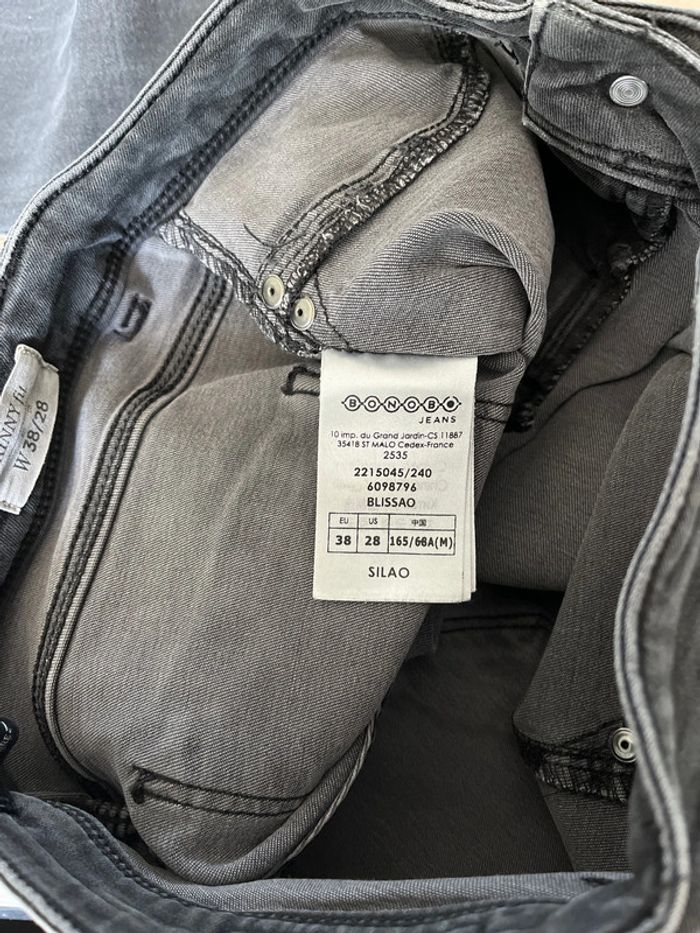 SKINNY fit
W 38/28
BONOBO
JEANS
10 imp. du Grand Jardin-CS 11887
35418 ST MALO Cedex-France
2535
2215045/240
6098796
BLISSAO
EU US 中国
38 28 165/68A(M)
SILAO